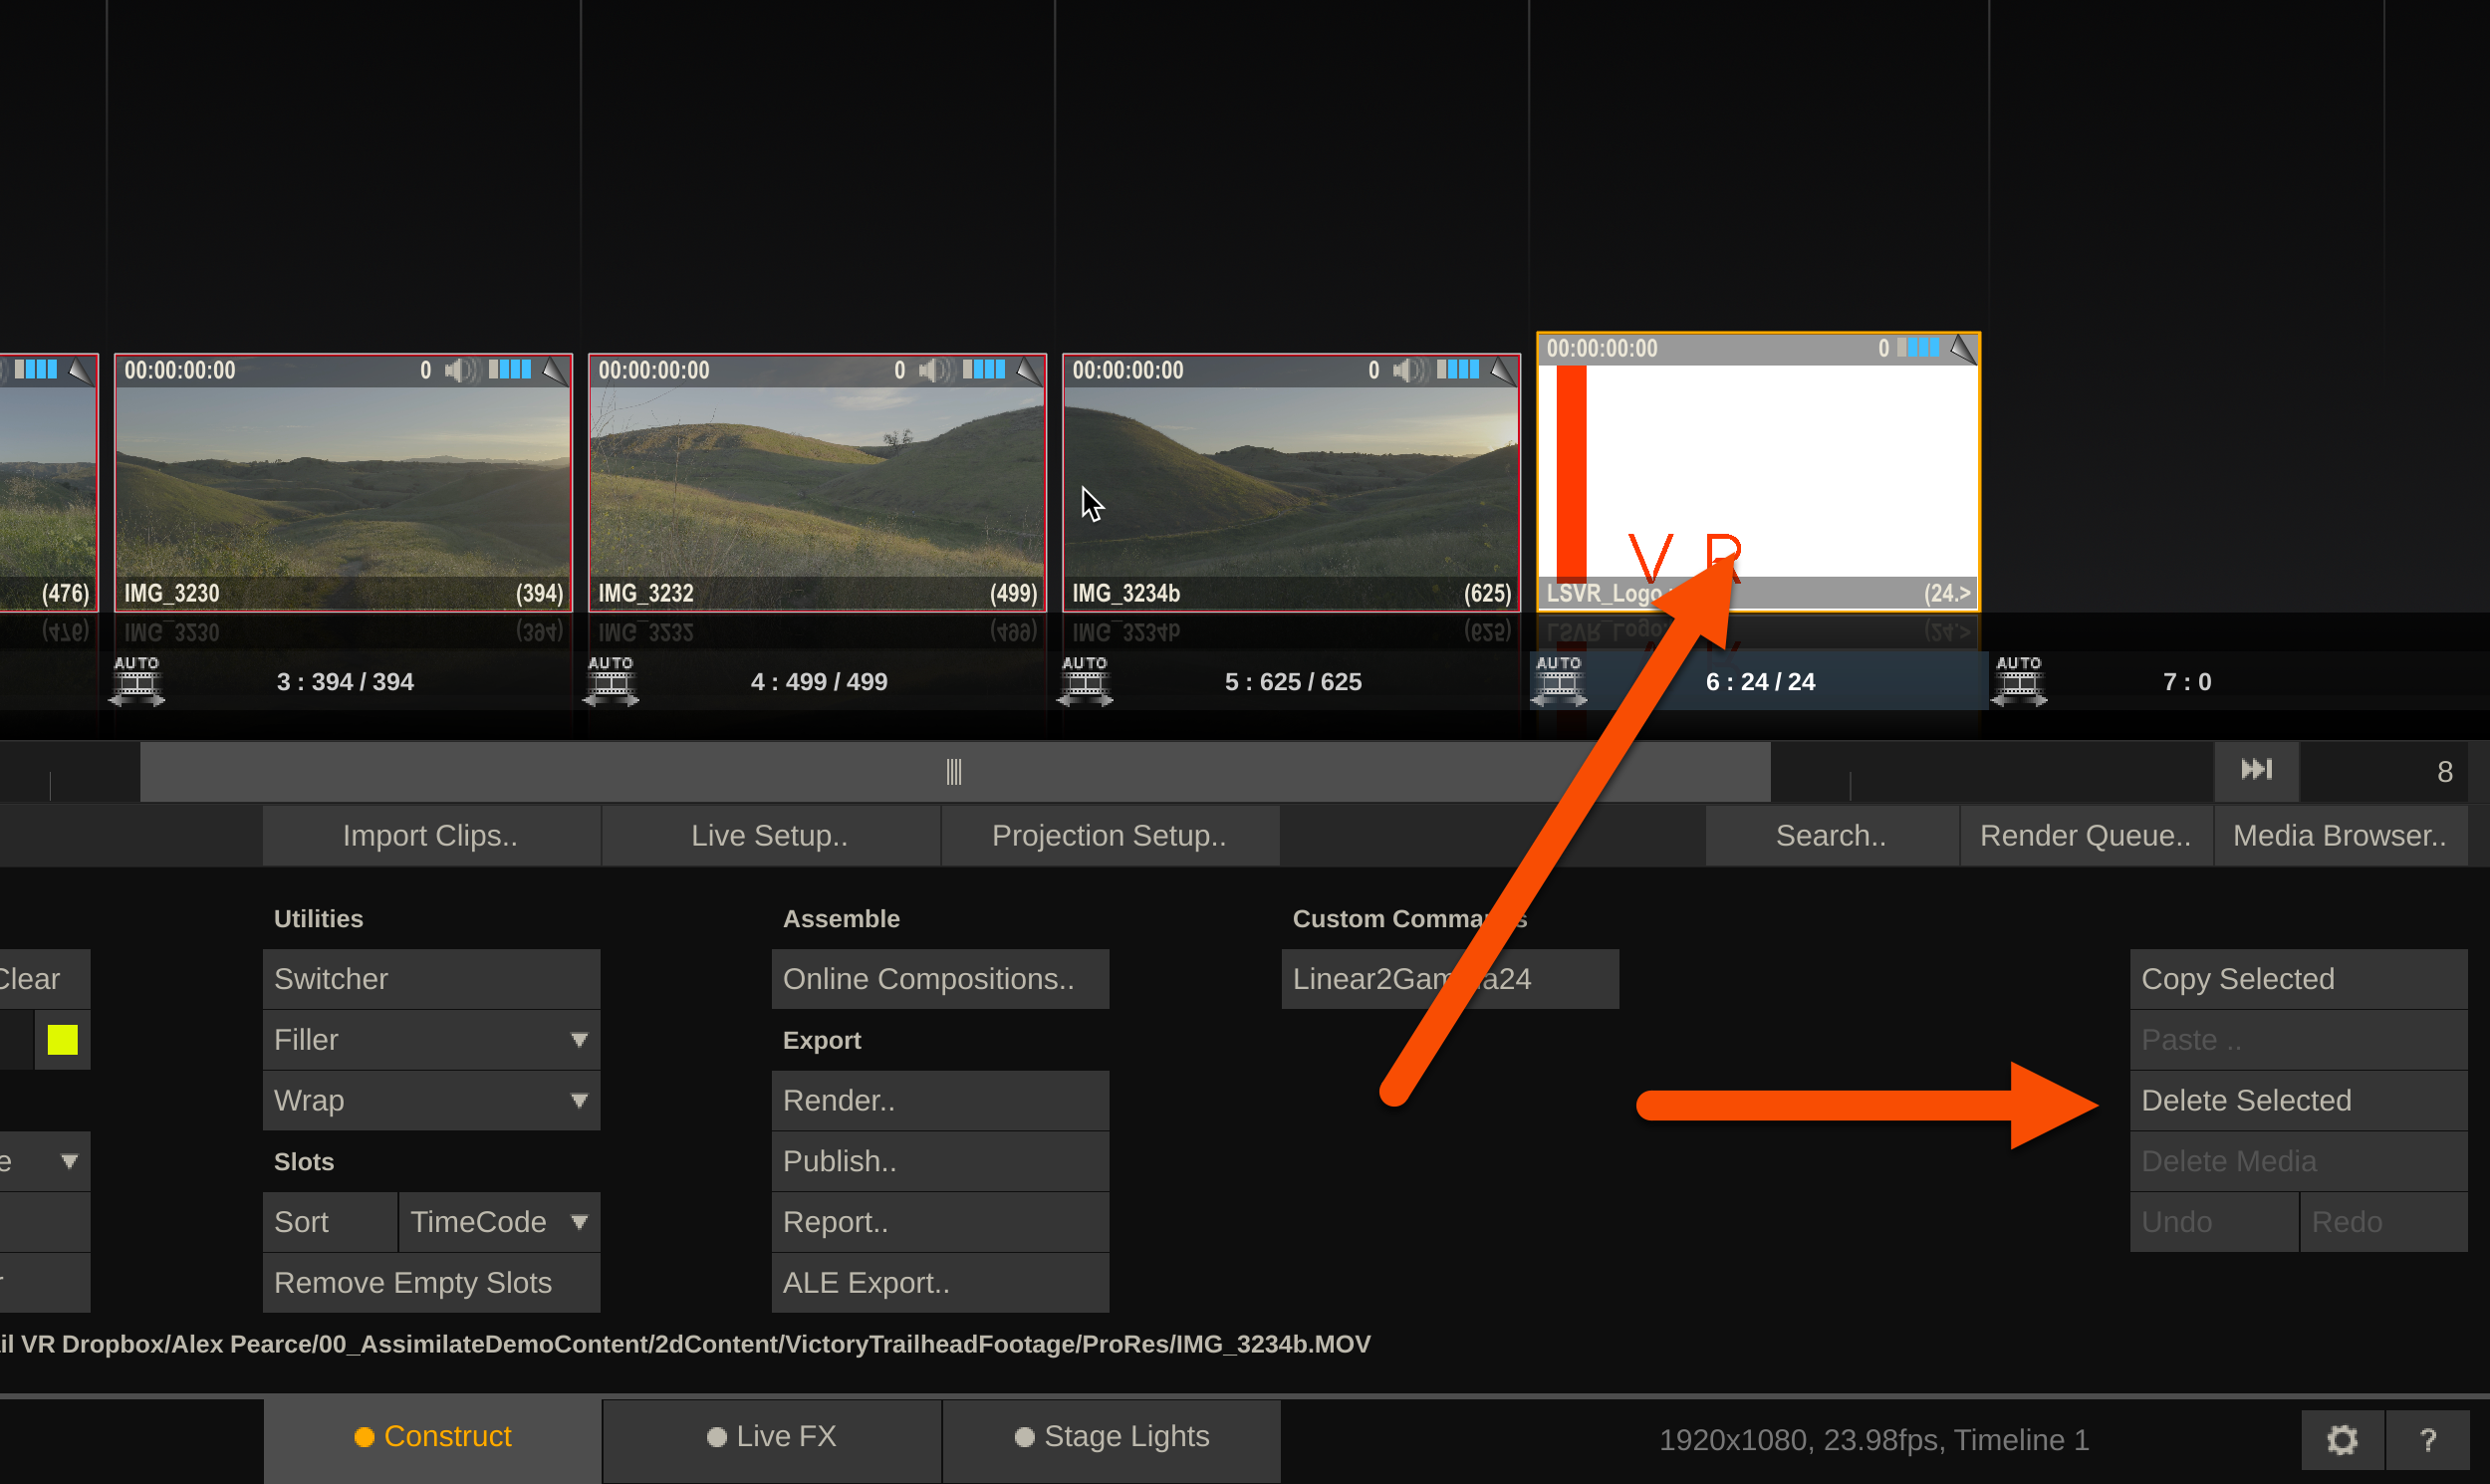 00:00:00:00 0
00:00:00:00 0
00:00:00:00 0
00:00:00:00 0
V R
(476)
IMG_3230 (394)
IMG_3232 (499)
IMG_3234b (625)
LSVR_Logo (24.>
AUTO 3 : 394 / 394
AUTO 4 : 499 / 499
AUTO 5 : 625 / 625
AUTO 6 : 24 / 24
AUTO 7 : 0
8
Import Clips.. Live Setup.. Projection Setup.. Search.. Render Queue.. Media Browser..
Utilities
Switcher
Filler
Wrap
Slots
Sort TimeCode
Remove Empty Slots
Assemble
Online Compositions..
Export
Render..
Publish..
Report..
ALE Export..
Custom Comma s
Linear2Gam a24
Clear
e
r
Copy Selected
Paste ..
Delete Selected
Delete Media
Undo Redo
il VR Dropbox/Alex Pearce/00_AssimilateDemoContent/2dContent/VictoryTrailheadFootage/ProRes/IMG_3234b.MOV
Construct Live FX Stage Lights 1920x1080, 23.98fps, Timeline 1 ?